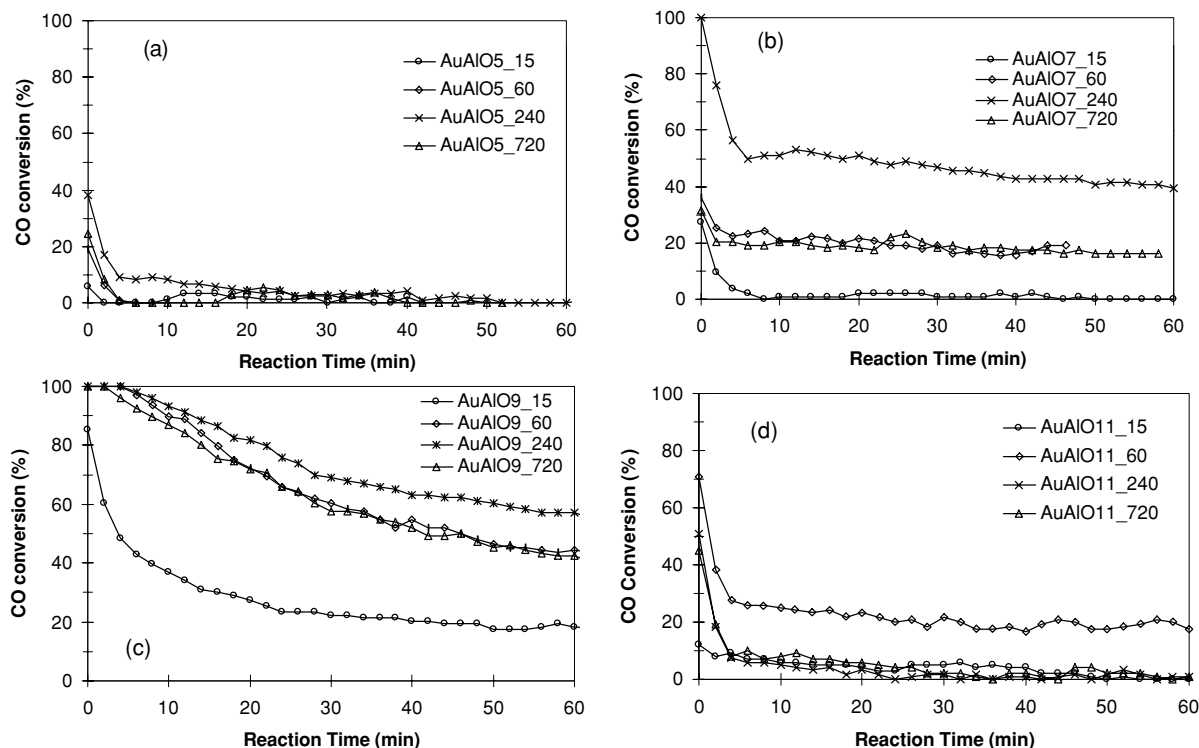 (a)
AuAlO5_15
AuAlO5_60
AuAlO5_240
AuAlO5_720
CO conversion (%)
100
80
60
40
20
0
0 10 20 30 40 50 60
Reaction Time (min)
(b)
AuAlO7_15
AuAlO7_60
AuAlO7_240
AuAlO7_720
CO conversion (%)
100
80
60
40
20
0
0 10 20 30 40 50 60
Reaction Time (min)
AuAlO9_15
AuAlO9_60
AuAlO9_240
AuAlO9_720
(c)
CO conversion (%)
100
80
60
40
20
0
0 10 20 30 40 50 60
Reaction Time (min)
(d)
AuAlO11_15
AuAlO11_60
AuAlO11_240
AuAlO11_720
CO Conversion (%)
100
80
60
40
20
0
0 10 20 30 40 50 60
Reaction Time (min)